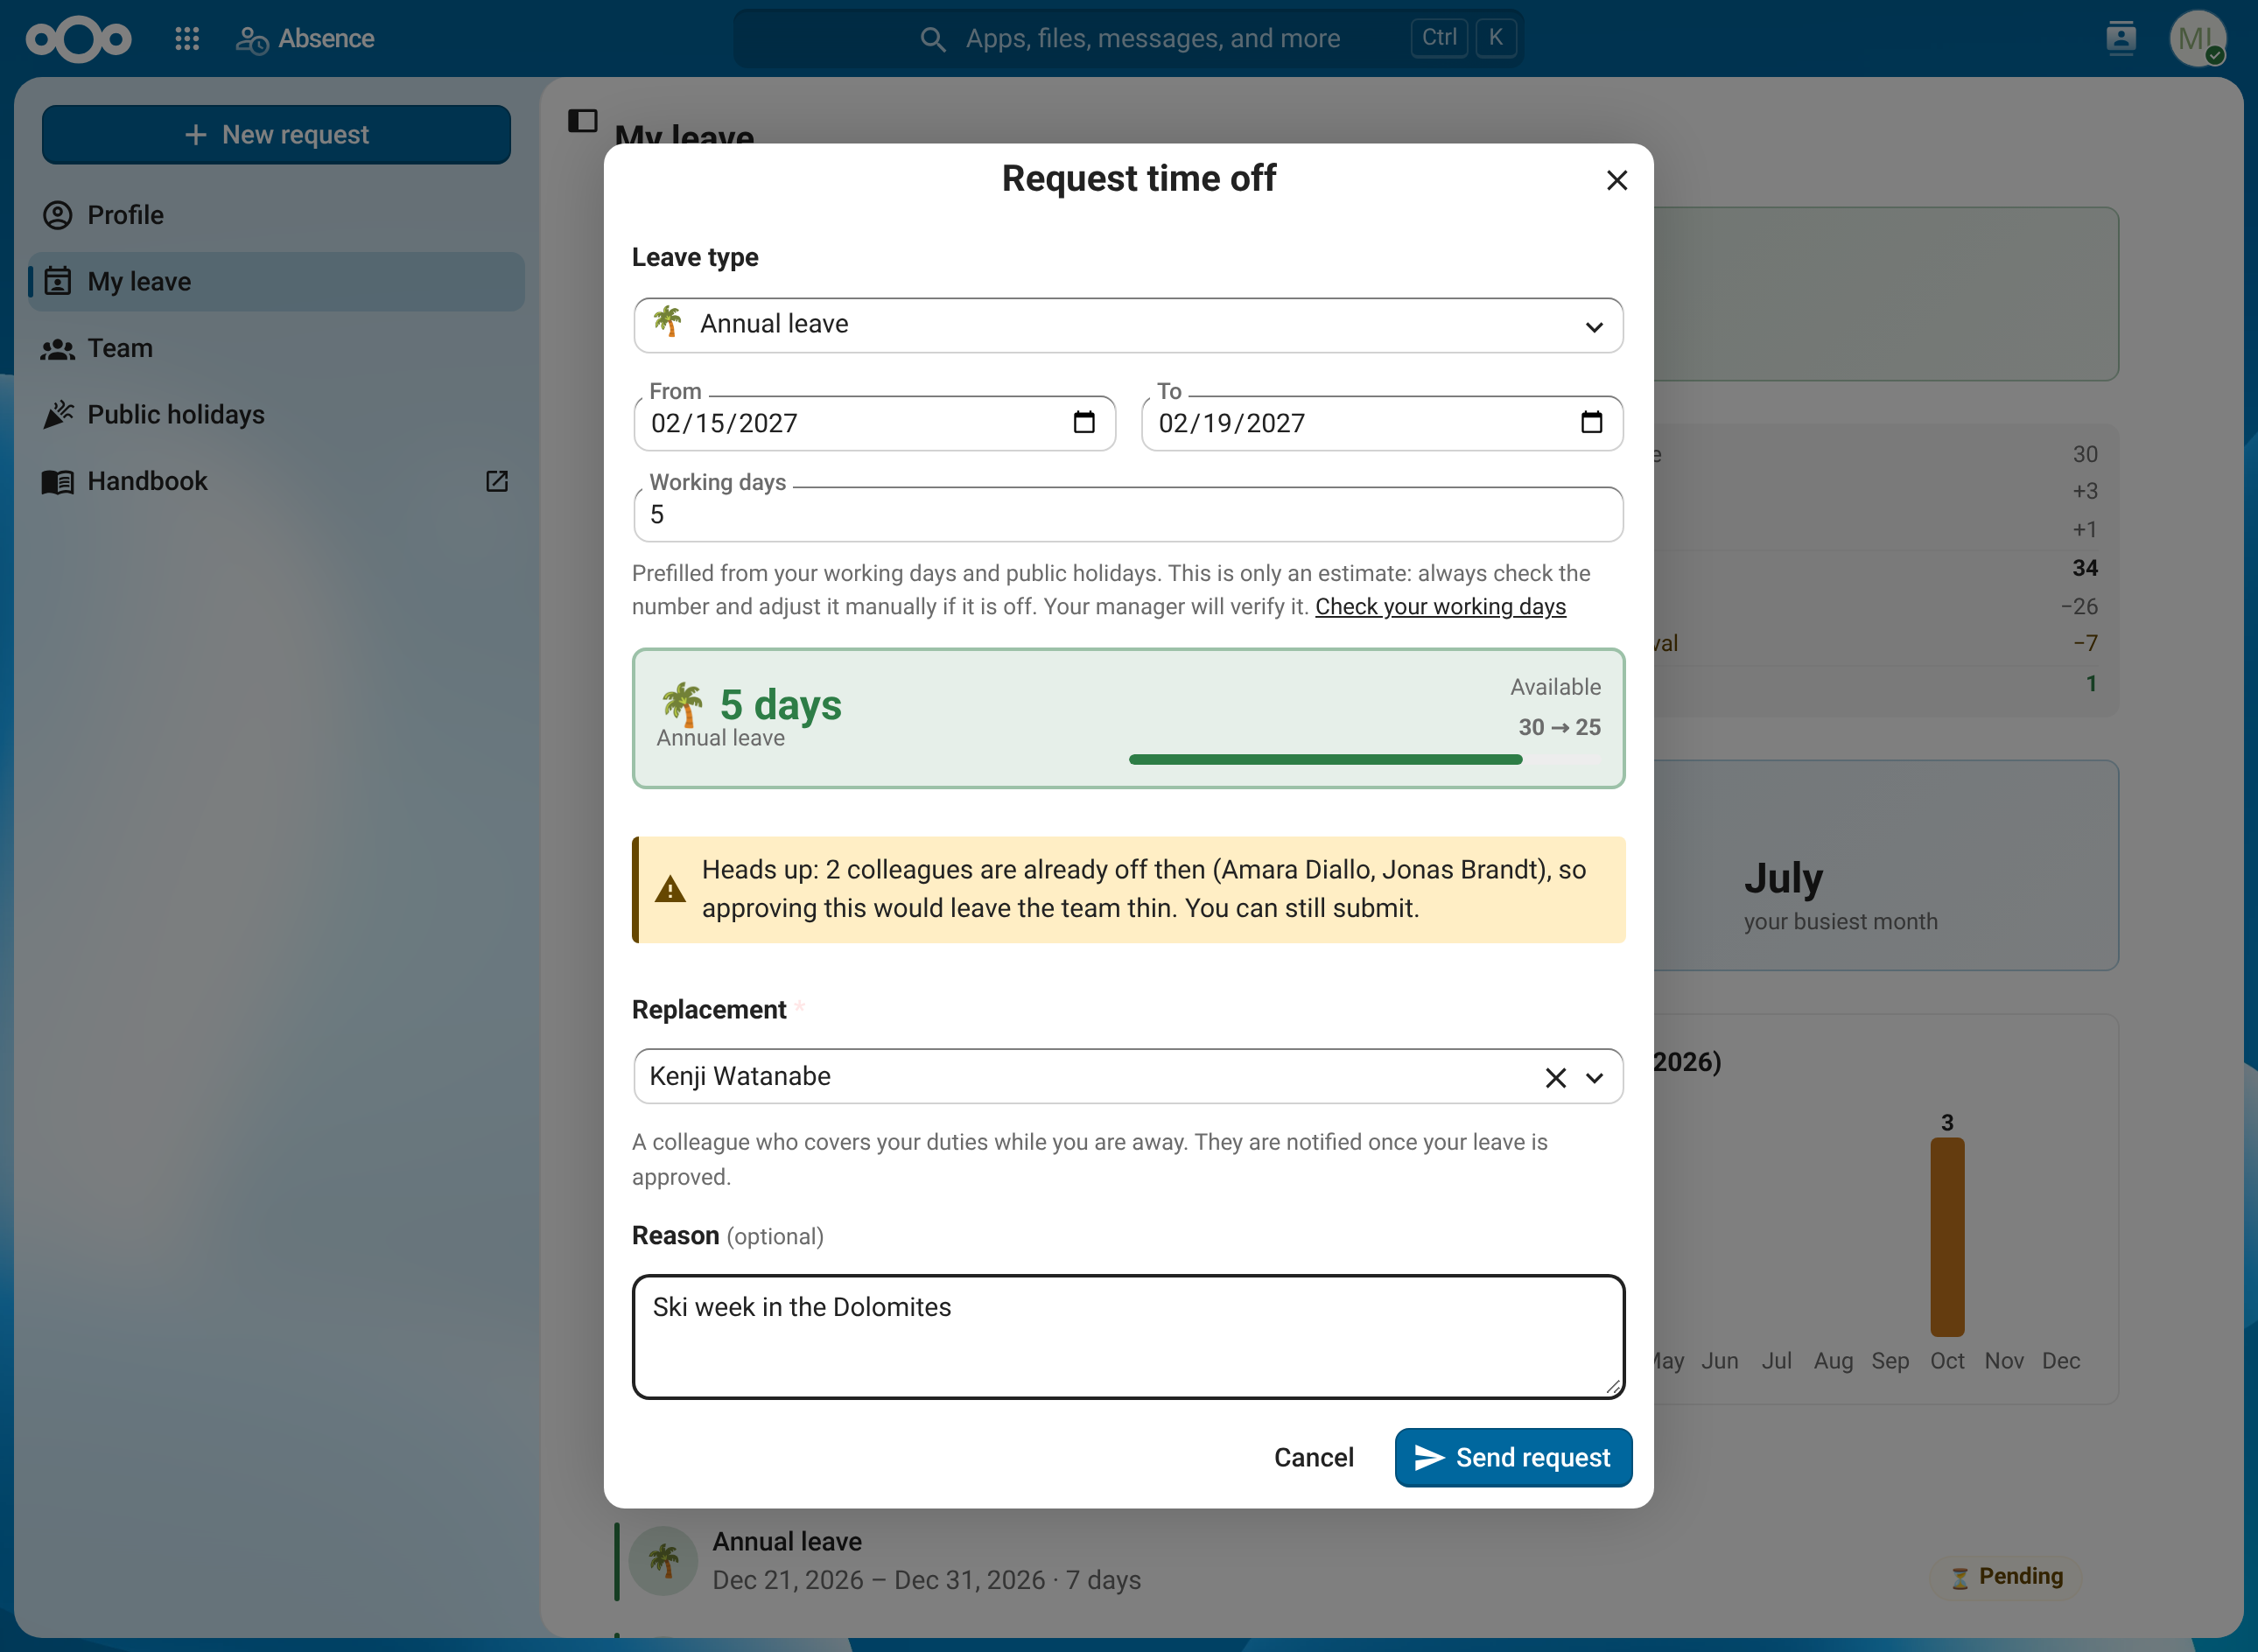 Absence
Apps, files, messages, and more
Ctrl
K
New request
Profile
My leave
Team
Public holidays
Handbook
My leave
Request time off
Leave type
Annual leave
From
02/15/2027
To
02/19/2027
Working days
5
Prefilled from your working days and public holidays. This is only an estimate: always check the
number and adjust it manually if it is off. Your manager will verify it. Check your working days
5 days
Annual leave
Available
30 → 25
Heads up: 2 colleagues are already off then (Amara Diallo, Jonas Brandt), so
approving this would leave the team thin. You can still submit.
Replacement *
Kenji Watanabe
A colleague who covers your duties while you are away. They are notified once your leave is
approved.
Reason (optional)
Ski week in the Dolomites
Cancel
Send request
30
+3
+1
34
−26
−7
1
July
your busiest month
2026)
3
Jun Jul Aug Sep Oct Nov Dec
Annual leave
Dec 21, 2026 – Dec 31, 2026 · 7 days
Pending